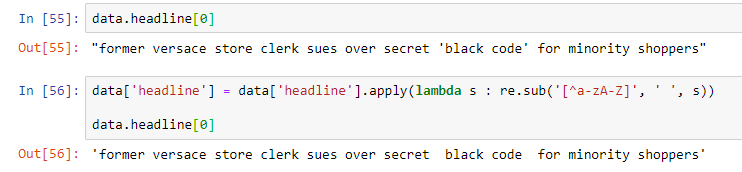 In [55]: data.headline[0]
Out[55]: "former versace store clerk sues over secret 'black code' for minority shoppers"
In [56]: data['headline'] = data['headline'].apply(lambda s : re.sub('[^a-zA-Z]', ' ', s))
data.headline[0]
Out[56]: 'former versace store clerk sues over secret  black code  for minority shoppers'